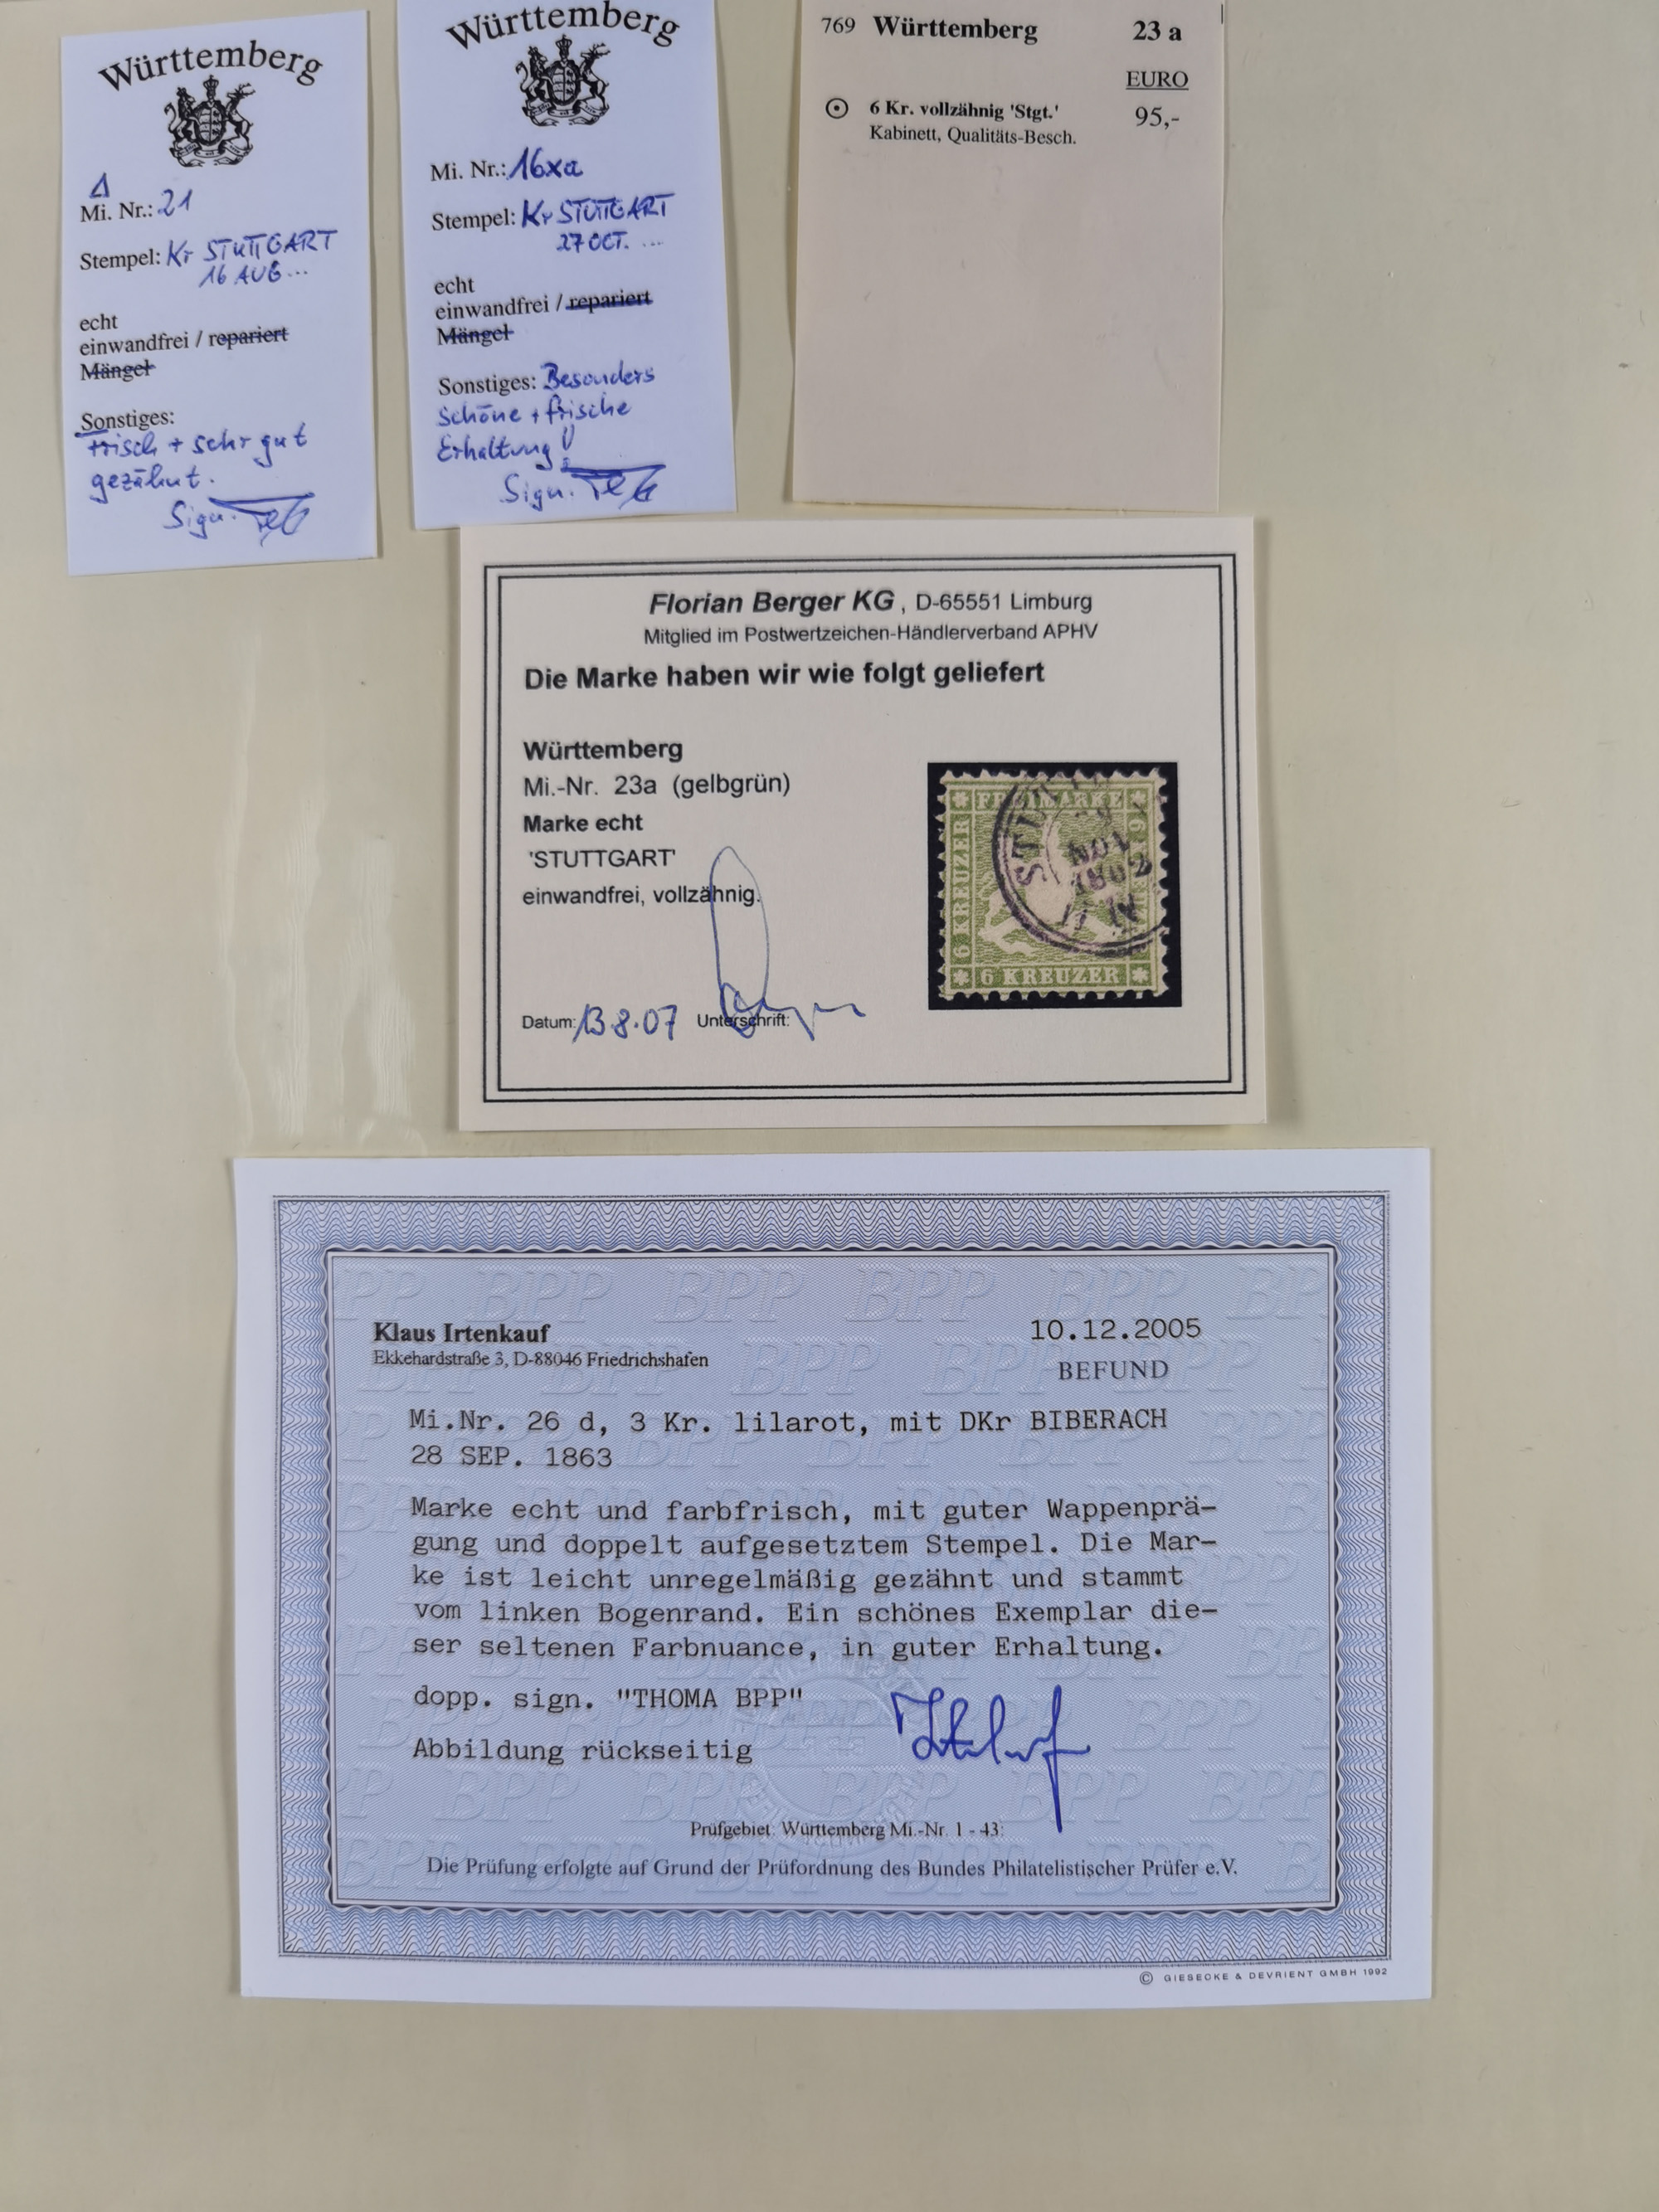 Württemberg
Mi. Nr.: 21
Stempel: Kr STUTTGART
16 AUG...
echt
einwandfrei / repariert
Mängel
Sonstiges:
frisch + sehr gut
gezähnt.
Sign.
Württemberg
Mi. Nr.: 16xa
Stempel: Kr STUTTGART
27 OCT. ...
echt
einwandfrei / repariert
Mängel
Sonstiges: Besonders
schöne + frische
Erhaltung!
Sign.
769 Württemberg 23 a
EURO
6 Kr. vollzähnig 'Stgt.' 95,-
Kabinett, Qualitäts-Besch.
Florian Berger KG , D-65551 Limburg
Mitglied im Postwertzeichen-Händlerverband APHV
Die Marke haben wir wie folgt geliefert
Württemberg
Mi.-Nr. 23a (gelbgrün)
Marke echt
'STUTTGART'
einwandfrei, vollzähnig.
Datum: 13.8.07 Unterschrift:
FREIMARKE
6 KREUZER
6 KREUZER
NOV
1862
Klaus Irtenkauf
Ekkehardstraße 3, D-88046 Friedrichshafen
10.12.2005
BEFUND
Mi.Nr. 26 d, 3 Kr. lilarot, mit DKr BIBERACH
28 SEP. 1863
Marke echt und farbfrisch, mit guter Wappenprä-
gung und doppelt aufgesetztem Stempel. Die Mar-
ke ist leicht unregelmäßig gezähnt und stammt
vom linken Bogenrand. Ein schönes Exemplar die-
ser seltenen Farbnuance, in guter Erhaltung.
dopp. sign. "THOMA BPP"
Abbildung rückseitig
Prüfgebiet: Württemberg Mi.-Nr. 1 - 43
Die Prüfung erfolgte auf Grund der Prüfordnung des Bundes Philatelistischer Prüfer e.V.
© GIESECKE & DEVRIENT GMBH 1992